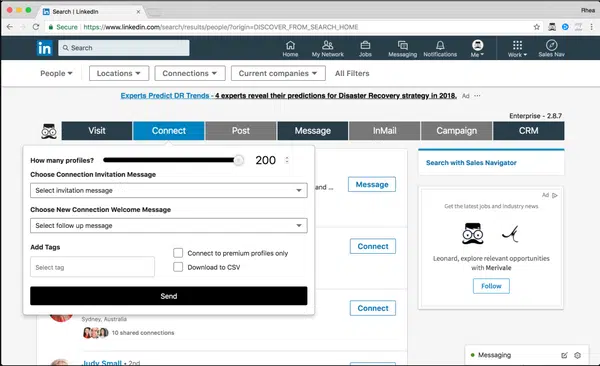 Rhea
Search | LinkedIn
Secure
https://www.linkedin.com/search/results/people/?origin=DISCOVER_FROM_SEARCH_HOME
in
Search
Home
My Network
Jobs
Messaging
Notifications
Me
Work
Sales Nav
People
Locations
Connections
Current companies
All Filters
Experts Predict DR Trends - 4 experts reveal their predictions for Disaster Recovery strategy in 2018. Ad ...
Enterprise - 2.8.7
Visit
Connect
Post
Message
InMail
Campaign
CRM
How many profiles?
200
Choose Connection Invitation Message
Select invitation message
Choose New Connection Welcome Message
Select follow up message
Add Tags
Select tag
Connect to premium profiles only
Download to CSV
Send
and ...
Message
Connect
Connect
Sydney, Australia
10 shared connections
Judy Small • 2nd
Connect
Search with Sales Navigator
Ad
Get the latest jobs and industry news
Leonard, explore relevant opportunities
with Merivale
Follow
Messaging